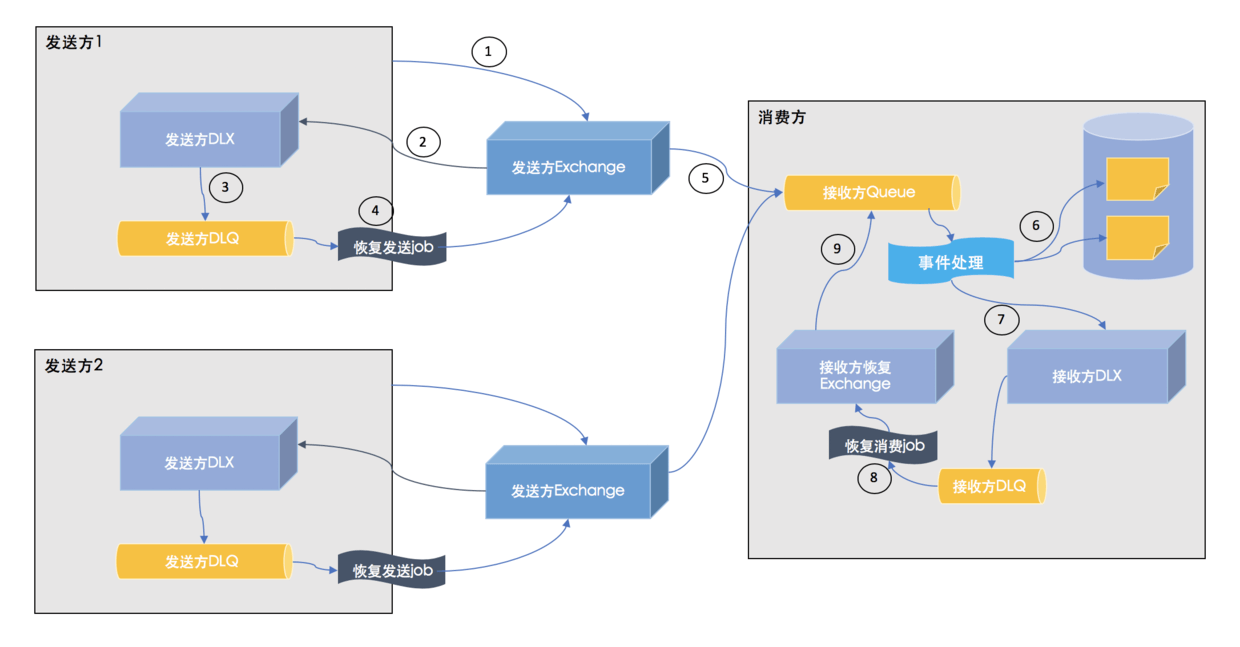 发送方1
1
发送方DLX
2
发送方Exchange
3
4
发送方DLQ
恢复发送job
5
消费方
接收方Queue
6
9
事件处理
7
接收方恢复
Exchange
接收方DLX
恢复消费job
8
接收方DLQ
发送方2
发送方DLX
发送方Exchange
发送方DLQ
恢复发送job